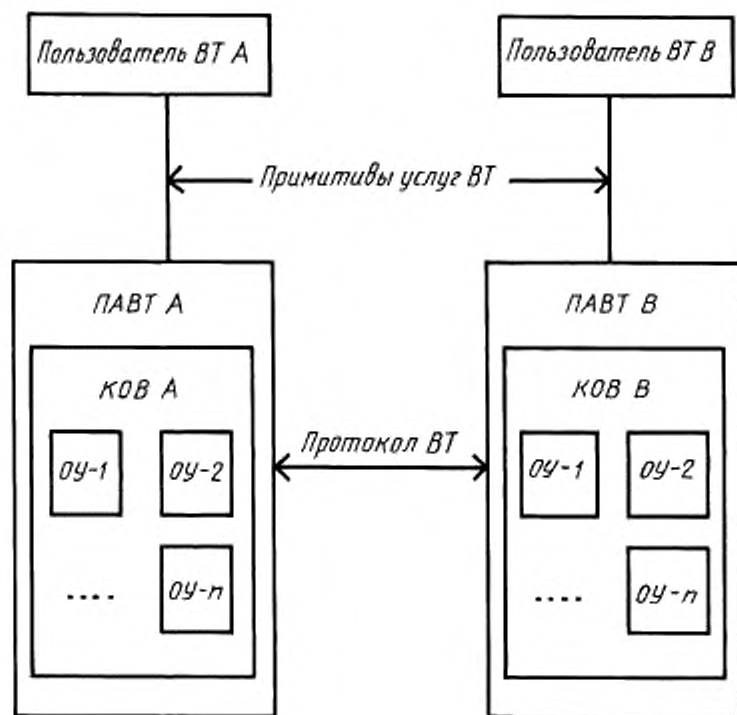 Пользователь ВТ А
Пользователь ВТ В
Примитивы услуг ВТ
ПАВТ А
ПАВТ В
КОВ А
КОВ В
Протокол ВТ
ОУ-1
ОУ-2
ОУ-1
ОУ-2
....
ОУ-n
....
ОУ-n